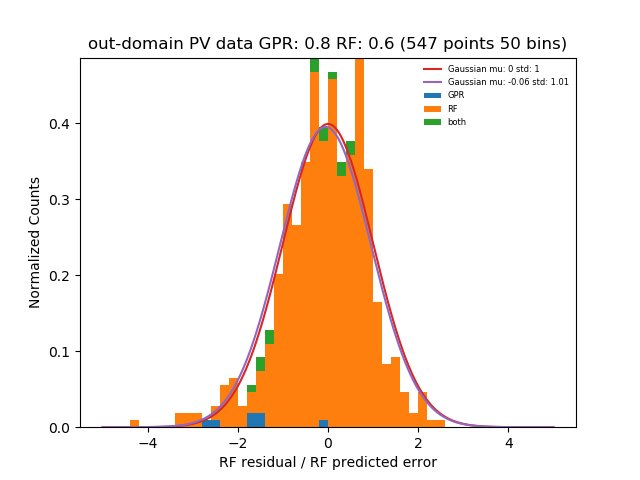 out-domain PV data GPR: 0.8 RF: 0.6 (547 points 50 bins)
Gaussian mu: 0 std: 1
Gaussian mu: -0.06 std: 1.01
GPR
RF
both
Normalized Counts
0.4
0.3
0.2
0.1
0.0
−4 −2 0 2 4
RF residual / RF predicted error